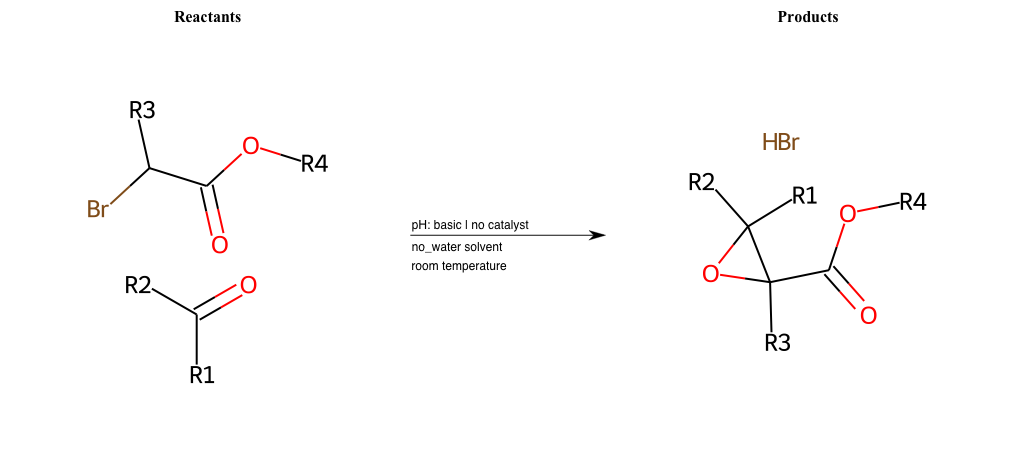 Reactants
Products
R3
O
R4
Br
O
R2
O
R1
pH: basic | no catalyst
no_water solvent
room temperature
HBr
R2
R1
O
R4
O
O
R3